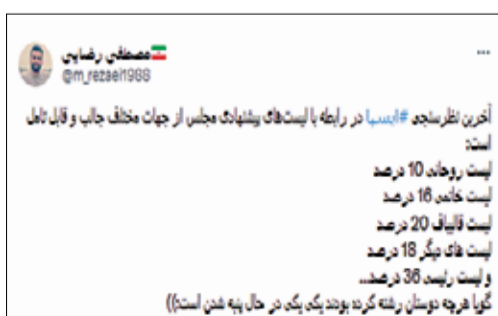 مصطفی رضایی
@m_rezaei1988
آخرین نظرسنجی #ایسپا در رابطه با لیست‌های پیشنهادی مجلس از جهات مختلف جالب و قابل تامل
است:
لیست روحانی 10 درصد
لیست خاتمی 16 درصد
لیست قالیباف 20 درصد
لیست های دیگر 18 درصد
و لیست رئیسی 36 درصد...
گویا هرچه دوستان رشته کرده بودند یکی یکی در حال پنبه شدن است:))